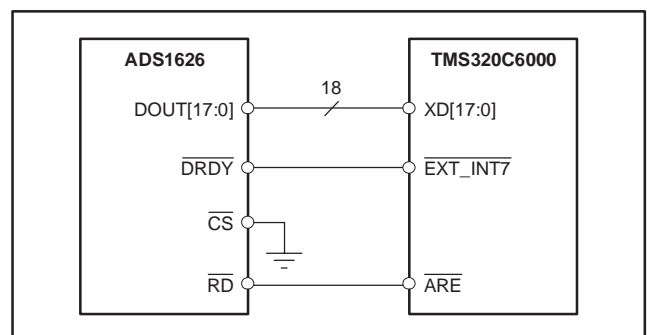 ADS1626 TMS320C6000
18
DOUT[17:0] XD[17:0]
DRDY EXT_INT7
CS
RD ARE